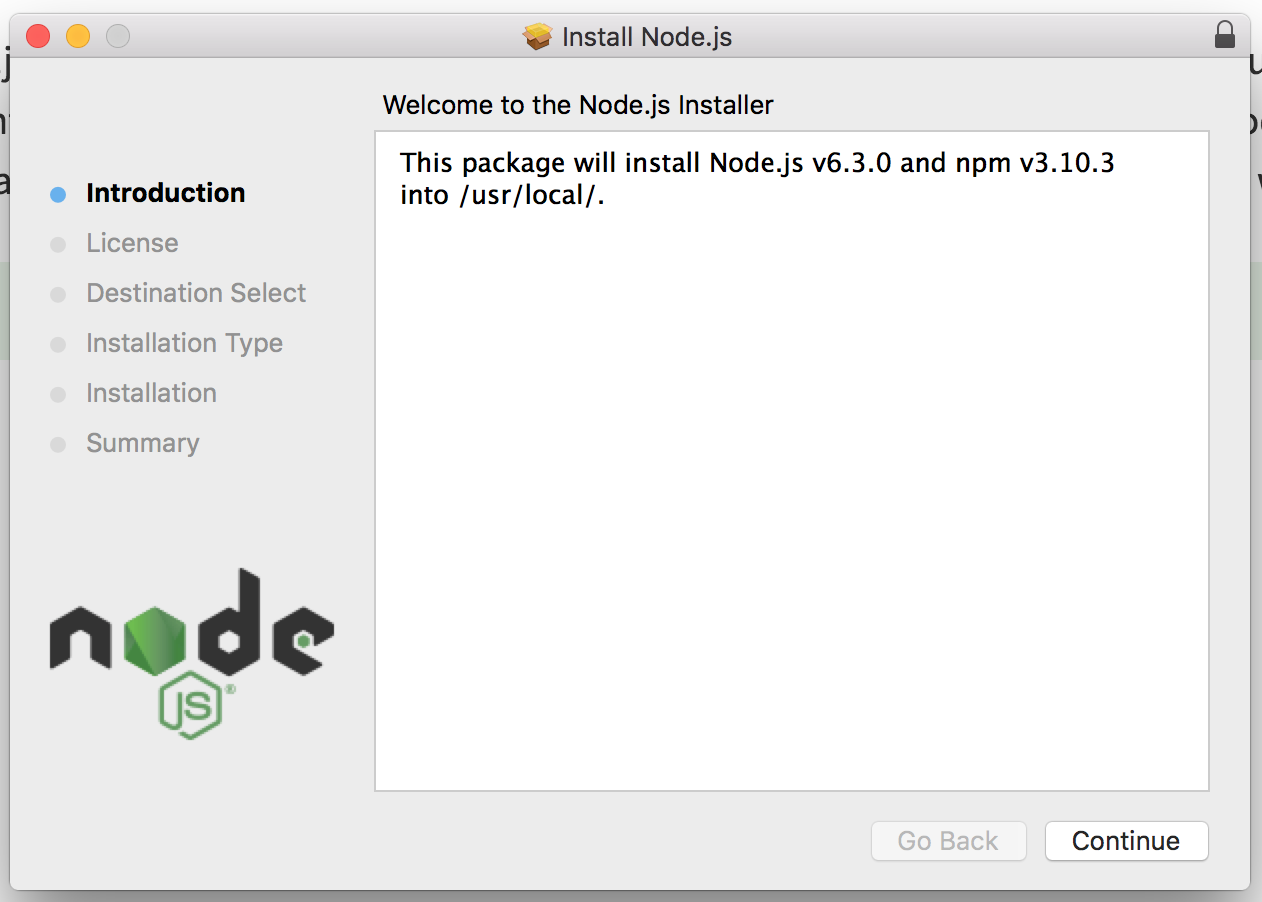 Install Node.js
Welcome to the Node.js Installer
This package will install Node.js v6.3.0 and npm v3.10.3
into /usr/local/.
Introduction
License
Destination Select
Installation Type
Installation
Summary
node
JS®
Go Back
Continue